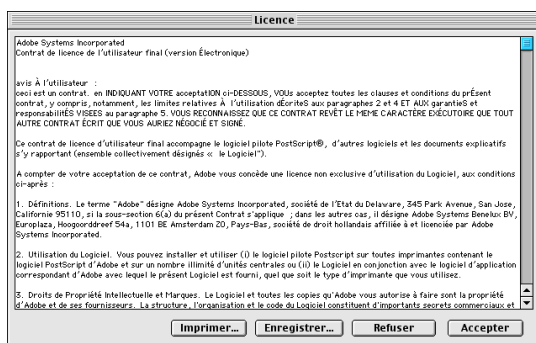 Licence
Adobe Systems Incorporated
Contrat de licence de l'utilisateur final (version Électronique)
avis À l'utilisateur :
ceci est un contrat. en INDIQUANT VOTRE acceptatION ci-DESSOUS, VOUs acceptez toutes les clauses et conditions du prÉsent
contrat, y compris, notamment, les limites relatives À l'utilisation dÉoriteS aux paragraphes 2 et 4 ET AUX garantieS et
responsabilitÉS VISEES au paragraphe 5. VOUS RECONNAISSEZ QUE CE CONTRAT REVÊT LE MEME CARACTÈRE EXÉCUTOIRE QUE TOUT
AUTRE CONTRAT ÉCRIT QUE VOUS AURIEZ NÉGOCIÉ ET SIGNÉ.
Ce contrat de licence d'utilisateur final accompagne le logiciel pilote PostScript®, d'autres logiciels et les documents explicatifs
s'y rapportant (ensemble collectivement désignés « le Logiciel").
A compter de votre acceptation de ce contrat, Adobe vous concède une licence non exclusive d'utilisation du Logiciel, aux conditions
ci-après :
1. Définitions. Le terme "Adobe" désigne Adobe Systems Incorporated, société de l'Etat du Delaware, 345 Park Avenue, San Jose,
Californie 95110, si la sous-section 6(a) du présent Contrat s'applique ; dans les autres cas, il désigne Adobe Systems Benelux BV,
Europlaza, Hoogoorddreef 54a, 1101 BE Amsterdam ZO, Pays-Bas, société de droit hollandais affiliée à et licenciée par Adobe
Systems Incorporated.
2. Utilisation du Logiciel. Vous pouvez installer et utiliser (i) le logiciel pilote Postscript sur toutes imprimantes contenant le
logiciel PostScript d'Adobe et sur un nombre illimité d'unités centrales ou (ii) le Logiciel en conjonction avec le logiciel d'application
correspondant d'Adobe avec lequel le présent Logiciel est fourni, quel que soit le type d'imprimante que vous utilisez.
3. Droits de Propriété Intellectuelle et Marques. Le Logiciel et toutes les copies qu'Adobe vous autorise à faire sont la propriété
d'Adobe et de ses fournisseurs. La structure, l'organisation et le code du Logiciel constituent d'importants secrets commerciaux et
Imprimer... Enregistrer... Refuser Accepter